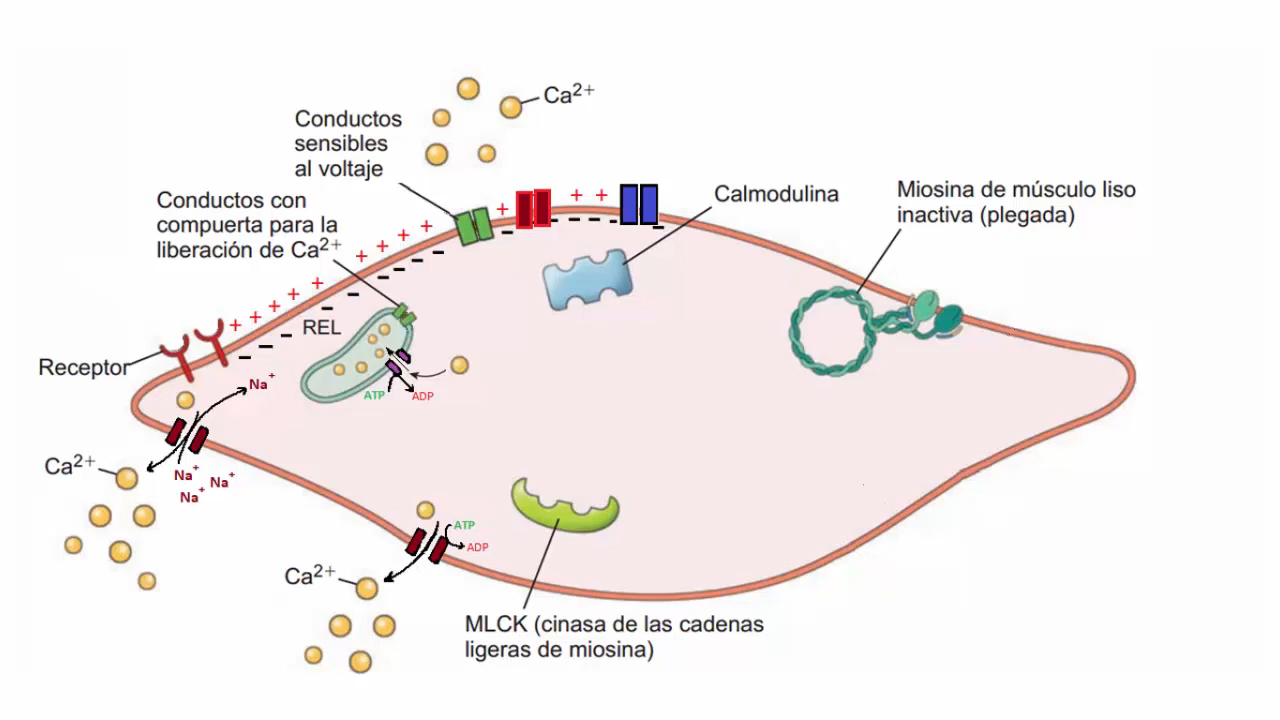 Ca2+
Conductos
sensibles
al voltaje
Conductos con
compuerta para la
liberación de Ca2+
+ + + + + + + + + + + +
- - - - - - - - - - - -
Calmodulina
Miosina de músculo liso
inactiva (plegada)
REL
Receptor
Na+
ATP
ADP
Ca2+
Na+
Na+
Na+
ATP
ADP
Ca2+
MLCK (cinasa de las cadenas
ligeras de miosina)